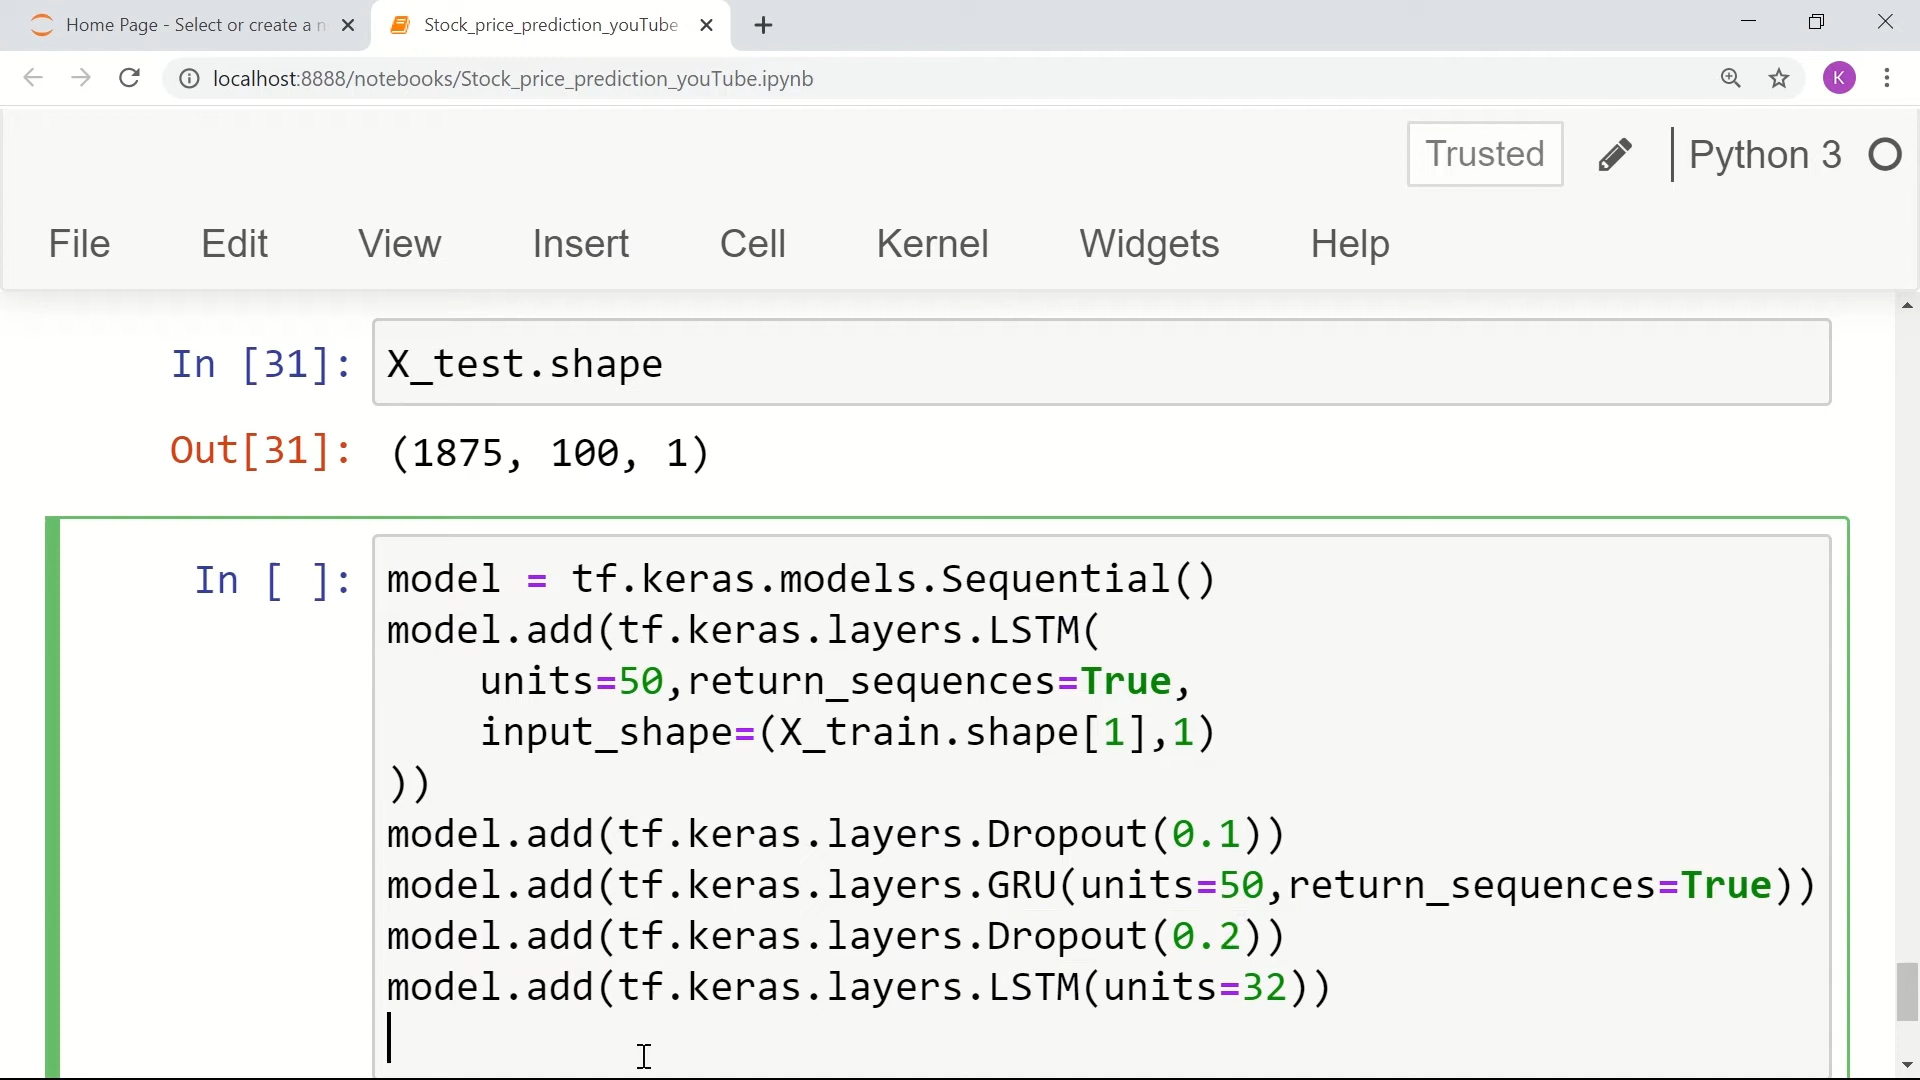 Home Page - Select or create a n
Stock_price_prediction_youTube
localhost:8888/notebooks/Stock_price_prediction_youTube.ipynb
K
Trusted
Python 3
File Edit View Insert Cell Kernel Widgets Help
In [31]: X_test.shape
Out[31]: (1875, 100, 1)
In [ ]: model = tf.keras.models.Sequential()
model.add(tf.keras.layers.LSTM(
    units=50,return_sequences=True,
    input_shape=(X_train.shape[1],1)
))
model.add(tf.keras.layers.Dropout(0.1))
model.add(tf.keras.layers.GRU(units=50,return_sequences=True))
model.add(tf.keras.layers.Dropout(0.2))
model.add(tf.keras.layers.LSTM(units=32))